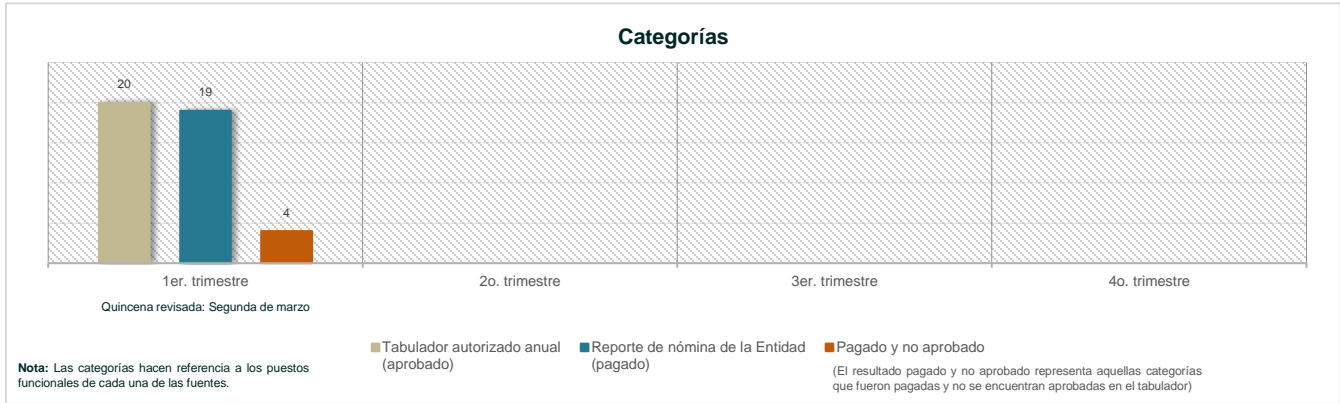 Categorías
20
19
4
1er. trimestre
2o. trimestre
3er. trimestre
4o. trimestre
Quincena revisada: Segunda de marzo
Tabulador autorizado anual
(aprobado)
Reporte de nómina de la Entidad
(pagado)
Pagado y no aprobado
(El resultado pagado y no aprobado representa aquellas categorías
que fueron pagadas y no se encuentran aprobadas en el tabulador)
Nota: Las categorías hacen referencia a los puestos
funcionales de cada una de las fuentes.